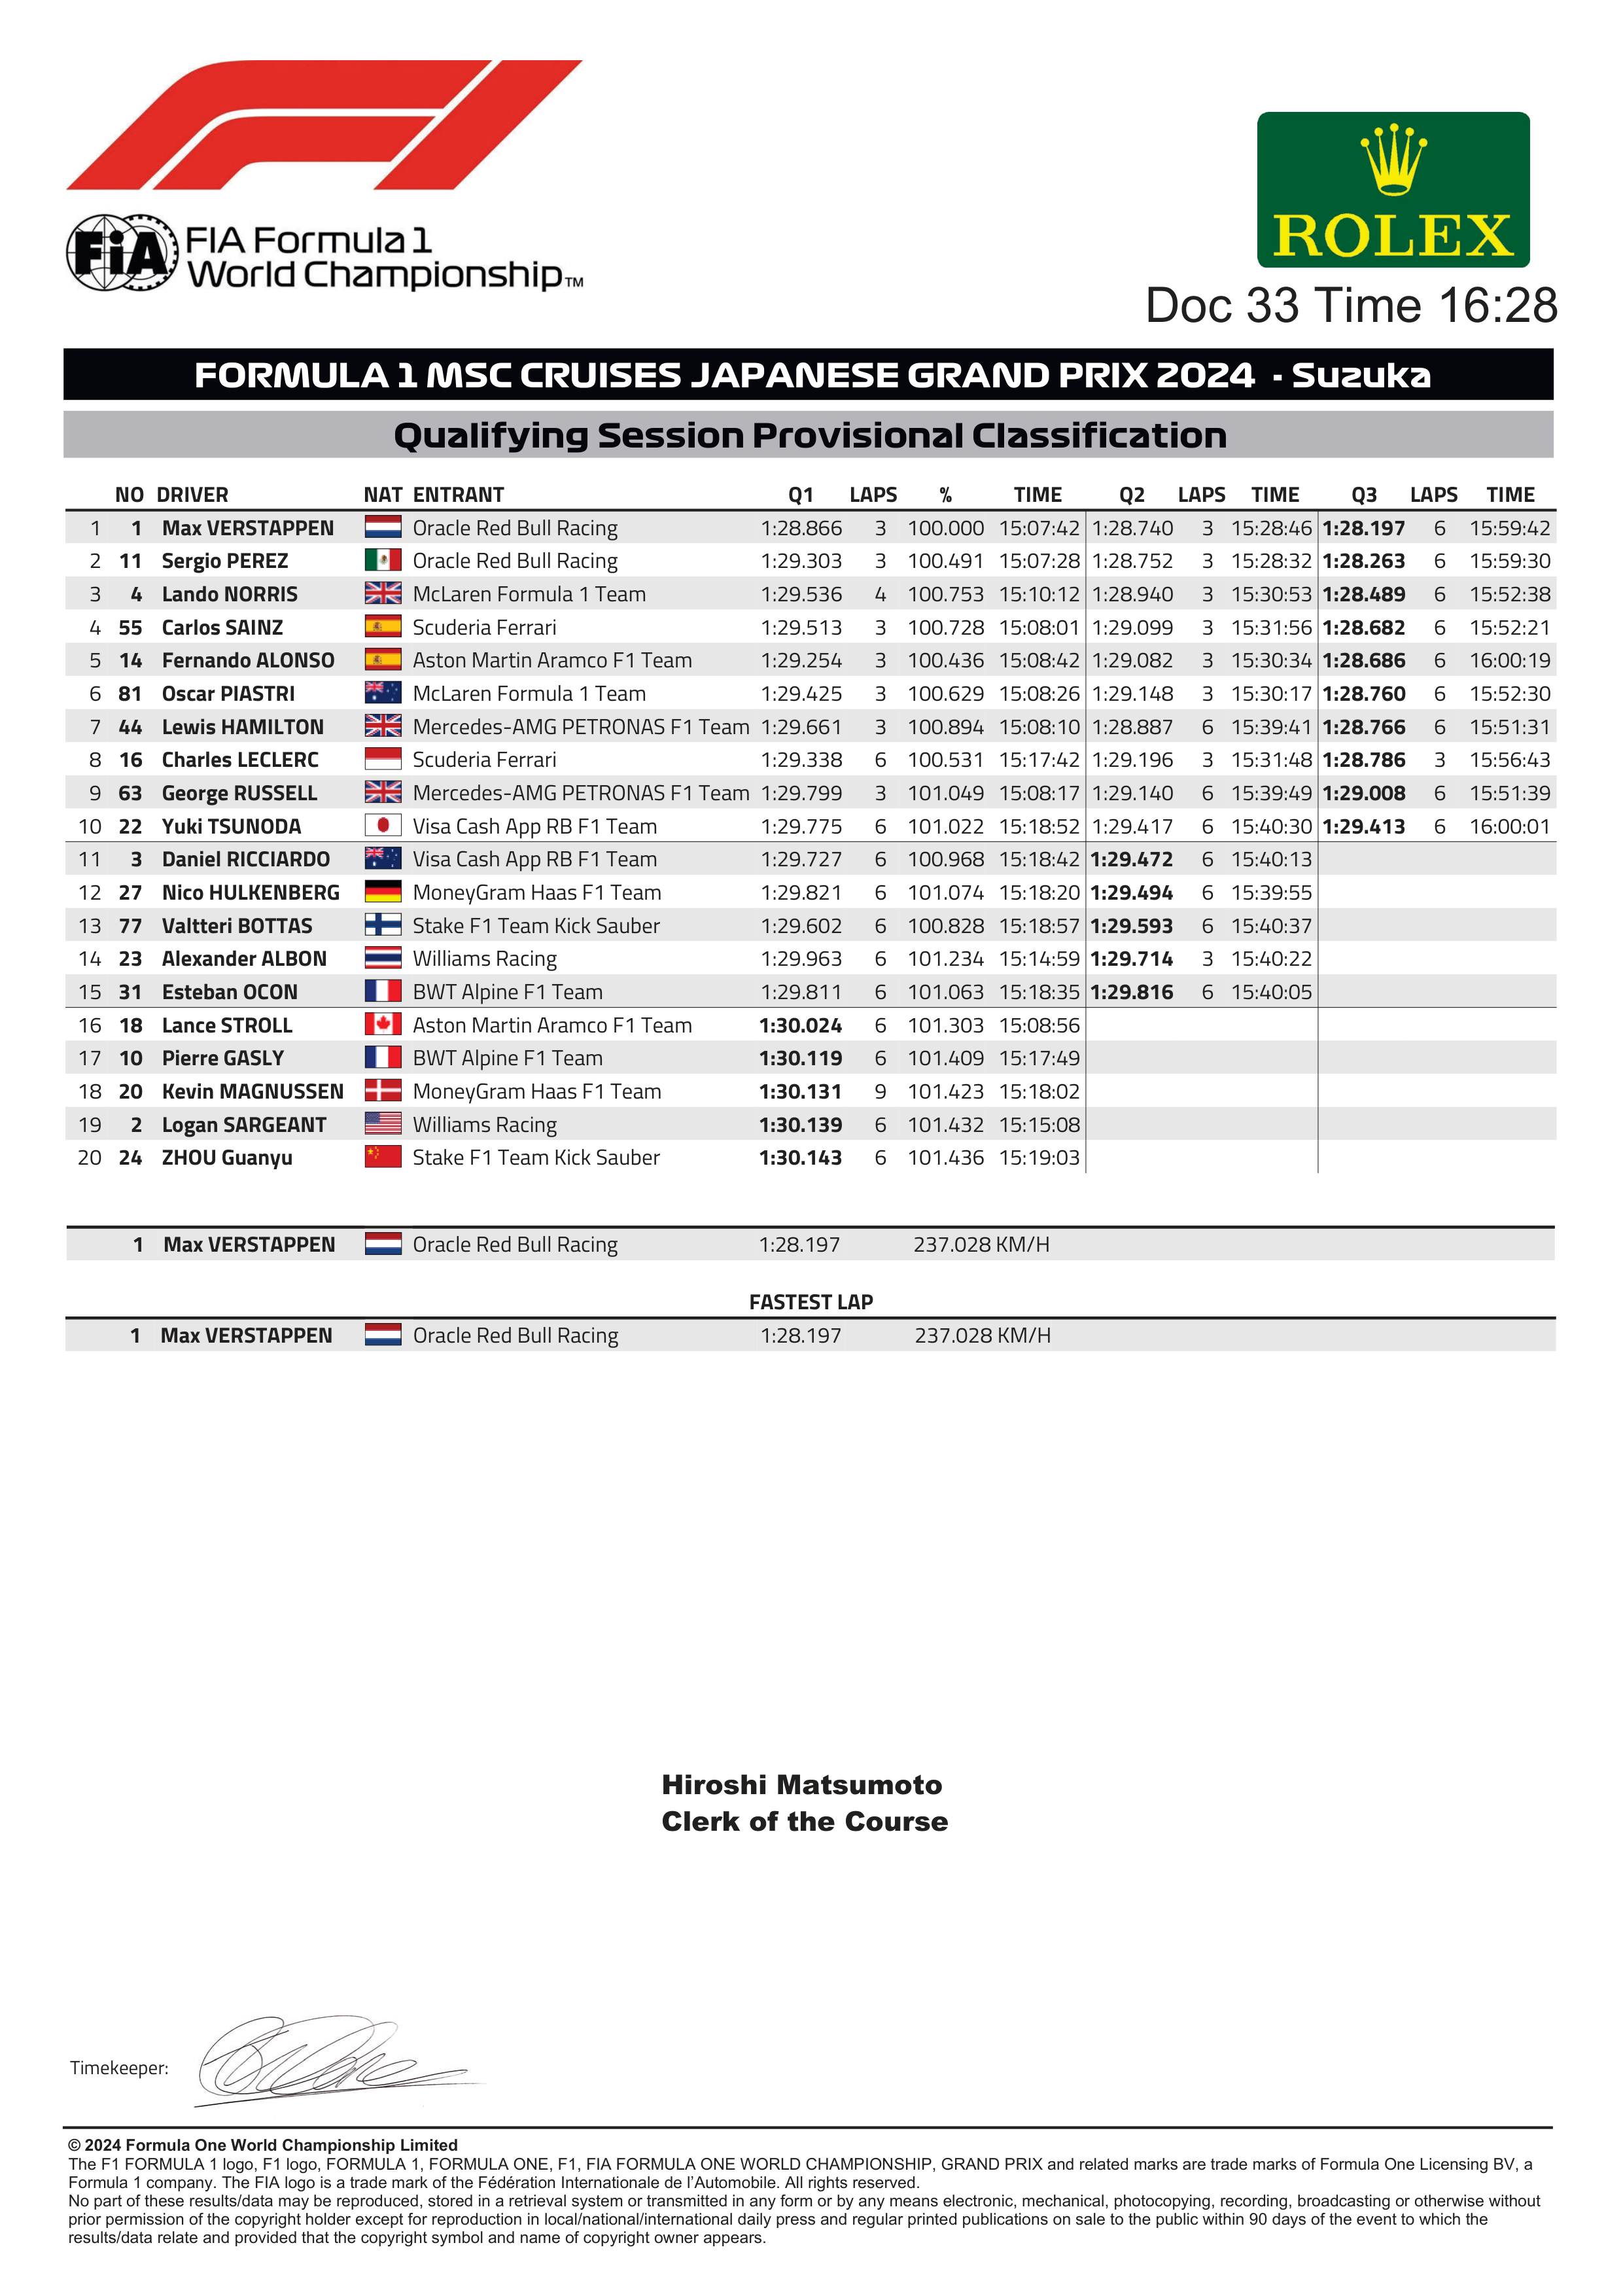 FIA FIA Formula 1
World Championship™
ROLEX
Doc 33 Time 16:28
FORMULA 1 MSC CRUISES JAPANESE GRAND PRIX 2024 - Suzuka
Qualifying Session Provisional Classification
NO DRIVER NAT ENTRANT Q1 LAPS % TIME Q2 LAPS TIME Q3 LAPS TIME
1 1 Max VERSTAPPEN Oracle Red Bull Racing 1:28.866 3 100.000 15:07:42 1:28.740 3 15:28:46 1:28.197 6 15:59:42
2 11 Sergio PEREZ Oracle Red Bull Racing 1:29.303 3 100.491 15:07:28 1:28.752 3 15:28:32 1:28.263 6 15:59:30
3 4 Lando NORRIS McLaren Formula 1 Team 1:29.536 4 100.753 15:10:12 1:28.940 3 15:30:53 1:28.489 6 15:52:38
4 55 Carlos SAINZ Scuderia Ferrari 1:29.513 3 100.728 15:08:01 1:29.099 3 15:31:56 1:28.682 6 15:52:21
5 14 Fernando ALONSO Aston Martin Aramco F1 Team 1:29.254 3 100.436 15:08:42 1:29.082 3 15:30:34 1:28.686 6 16:00:19
6 81 Oscar PIASTRI McLaren Formula 1 Team 1:29.425 3 100.629 15:08:26 1:29.148 3 15:30:17 1:28.760 6 15:52:30
7 44 Lewis HAMILTON Mercedes-AMG PETRONAS F1 Team 1:29.661 3 100.894 15:08:10 1:28.887 6 15:39:41 1:28.766 6 15:51:31
8 16 Charles LECLERC Scuderia Ferrari 1:29.338 6 100.531 15:17:42 1:29.196 3 15:31:48 1:28.786 3 15:56:43
9 63 George RUSSELL Mercedes-AMG PETRONAS F1 Team 1:29.799 3 101.049 15:08:17 1:29.140 6 15:39:49 1:29.008 6 15:51:39
10 22 Yuki TSUNODA Visa Cash App RB F1 Team 1:29.775 6 101.022 15:18:52 1:29.417 6 15:40:30 1:29.413 6 16:00:01
11 3 Daniel RICCIARDO Visa Cash App RB F1 Team 1:29.727 6 100.968 15:18:42 1:29.472 6 15:40:13
12 27 Nico HULKENBERG MoneyGram Haas F1 Team 1:29.821 6 101.074 15:18:20 1:29.494 6 15:39:55
13 77 Valtteri BOTTAS Stake F1 Team Kick Sauber 1:29.602 6 100.828 15:18:57 1:29.593 6 15:40:37
14 23 Alexander ALBON Williams Racing 1:29.963 6 101.234 15:14:59 1:29.714 3 15:40:22
15 31 Esteban OCON BWT Alpine F1 Team 1:29.811 6 101.063 15:18:35 1:29.816 6 15:40:05
16 18 Lance STROLL Aston Martin Aramco F1 Team 1:30.024 6 101.303 15:08:56
17 10 Pierre GASLY BWT Alpine F1 Team 1:30.119 6 101.409 15:17:49
18 20 Kevin MAGNUSSEN MoneyGram Haas F1 Team 1:30.131 9 101.423 15:18:02
19 2 Logan SARGEANT Williams Racing 1:30.139 6 101.432 15:15:08
20 24 ZHOU Guanyu Stake F1 Team Kick Sauber 1:30.143 6 101.436 15:19:03
1 Max VERSTAPPEN Oracle Red Bull Racing 1:28.197 237.028 KM/H
FASTEST LAP
1 Max VERSTAPPEN Oracle Red Bull Racing 1:28.197 237.028 KM/H
Hiroshi Matsumoto
Clerk of the Course
Timekeeper:
© 2024 Formula One World Championship Limited
The F1 FORMULA 1 logo, F1 logo, FORMULA 1, FORMULA ONE, F1, FIA FORMULA ONE WORLD CHAMPIONSHIP, GRAND PRIX and related marks are trade marks of Formula One Licensing BV, a
Formula 1 company. The FIA logo is a trade mark of the Fédération Internationale de l'Automobile. All rights reserved.
No part of these results/data may be reproduced, stored in a retrieval system or transmitted in any form or by any means electronic, mechanical, photocopying, recording, broadcasting or otherwise without
prior permission of the copyright holder except for reproduction in local/national/international daily press and regular printed publications on sale to the public within 90 days of the event to which the
results/data relate and provided that the copyright symbol and name of copyright owner appears.